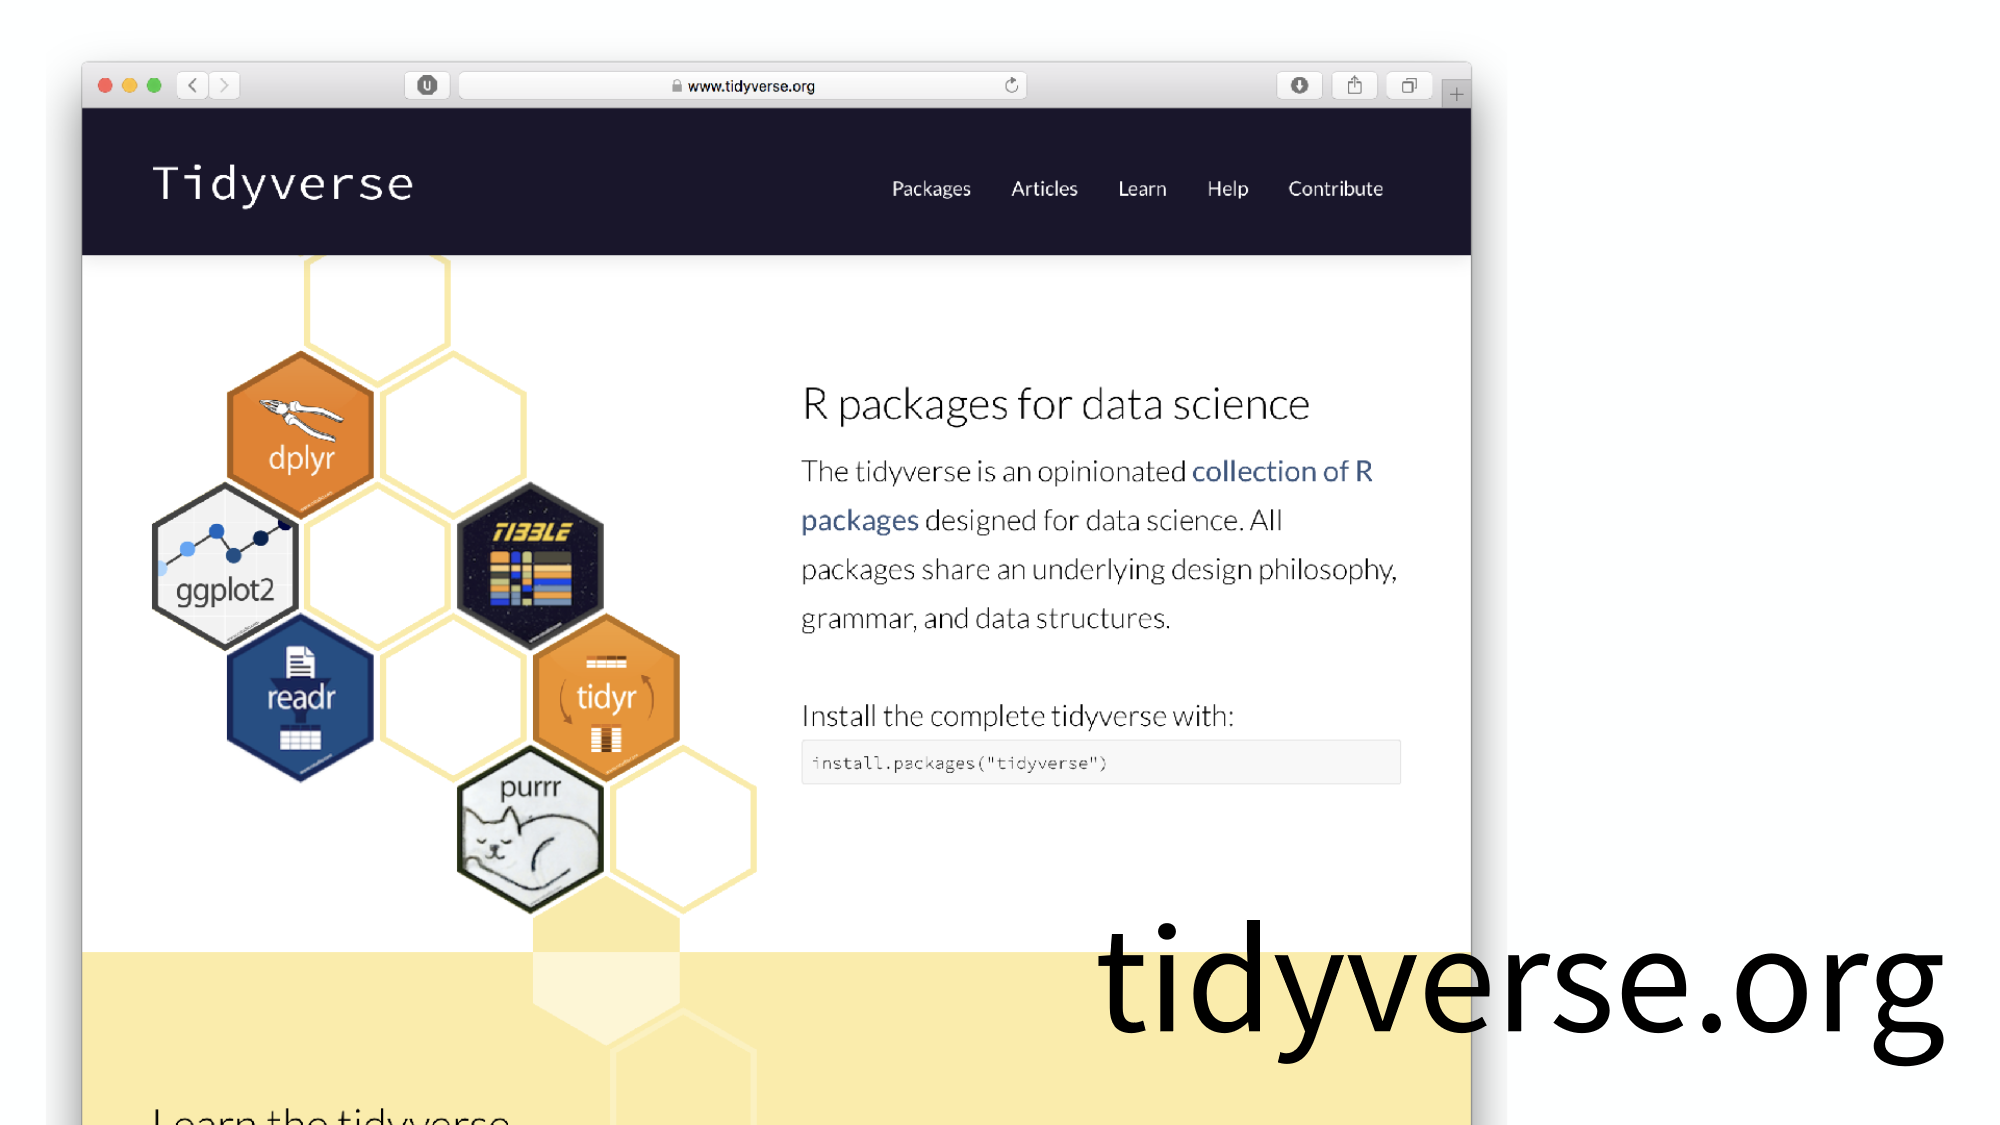 www.tidyverse.org
Tidyverse
Packages Articles Learn Help Contribute
dplyr
ggplot2
TIBBLE
readr
tidyr
purrr
R packages for data science
The tidyverse is an opinionated collection of R
packages designed for data science. All
packages share an underlying design philosophy,
grammar, and data structures.
Install the complete tidyverse with:
install.packages("tidyverse")
tidyverse.org
Learn the tidyverse